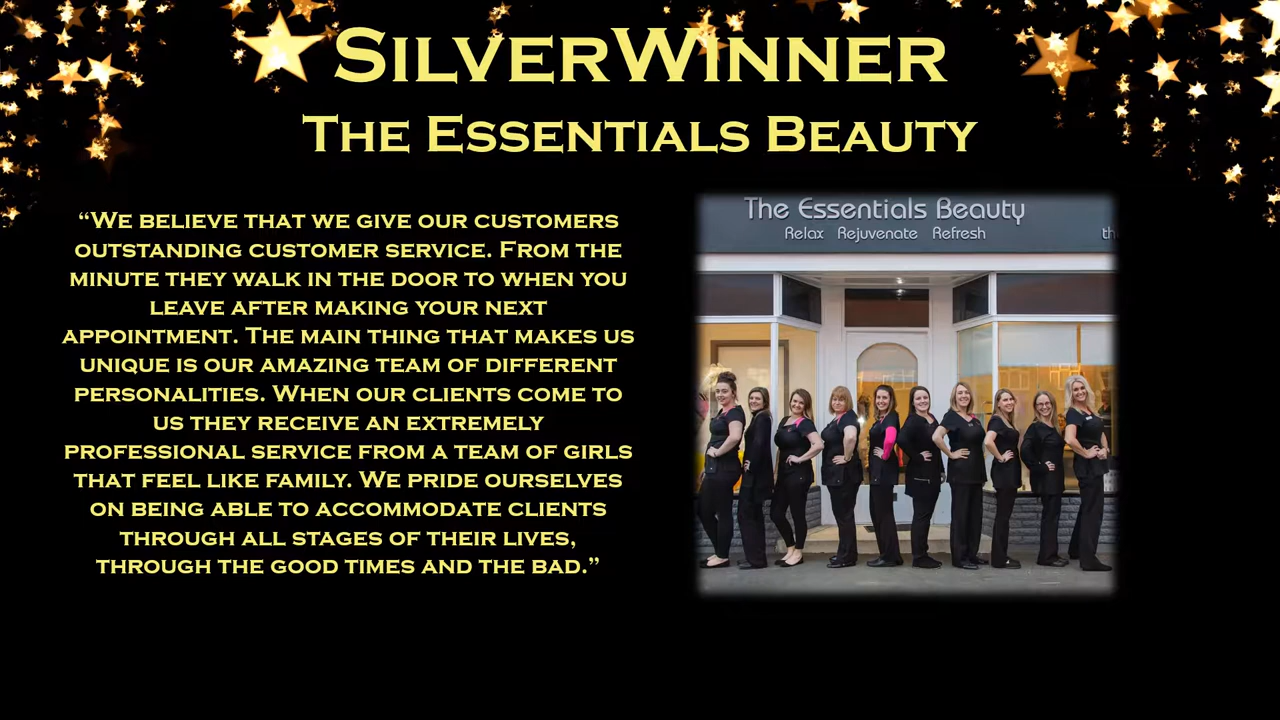 SilverWinner
The Essentials Beauty
“We believe that we give our customers
outstanding customer service. From the
minute they walk in the door to when you
leave after making your next
appointment. The main thing that makes us
unique is our amazing team of different
personalities. When our clients come to
us they receive an extremely
professional service from a team of girls
that feel like family. We pride ourselves
on being able to accommodate clients
through all stages of their lives,
through the good times and the bad.”
The Essentials Beauty
Relax Rejuvenate Refresh